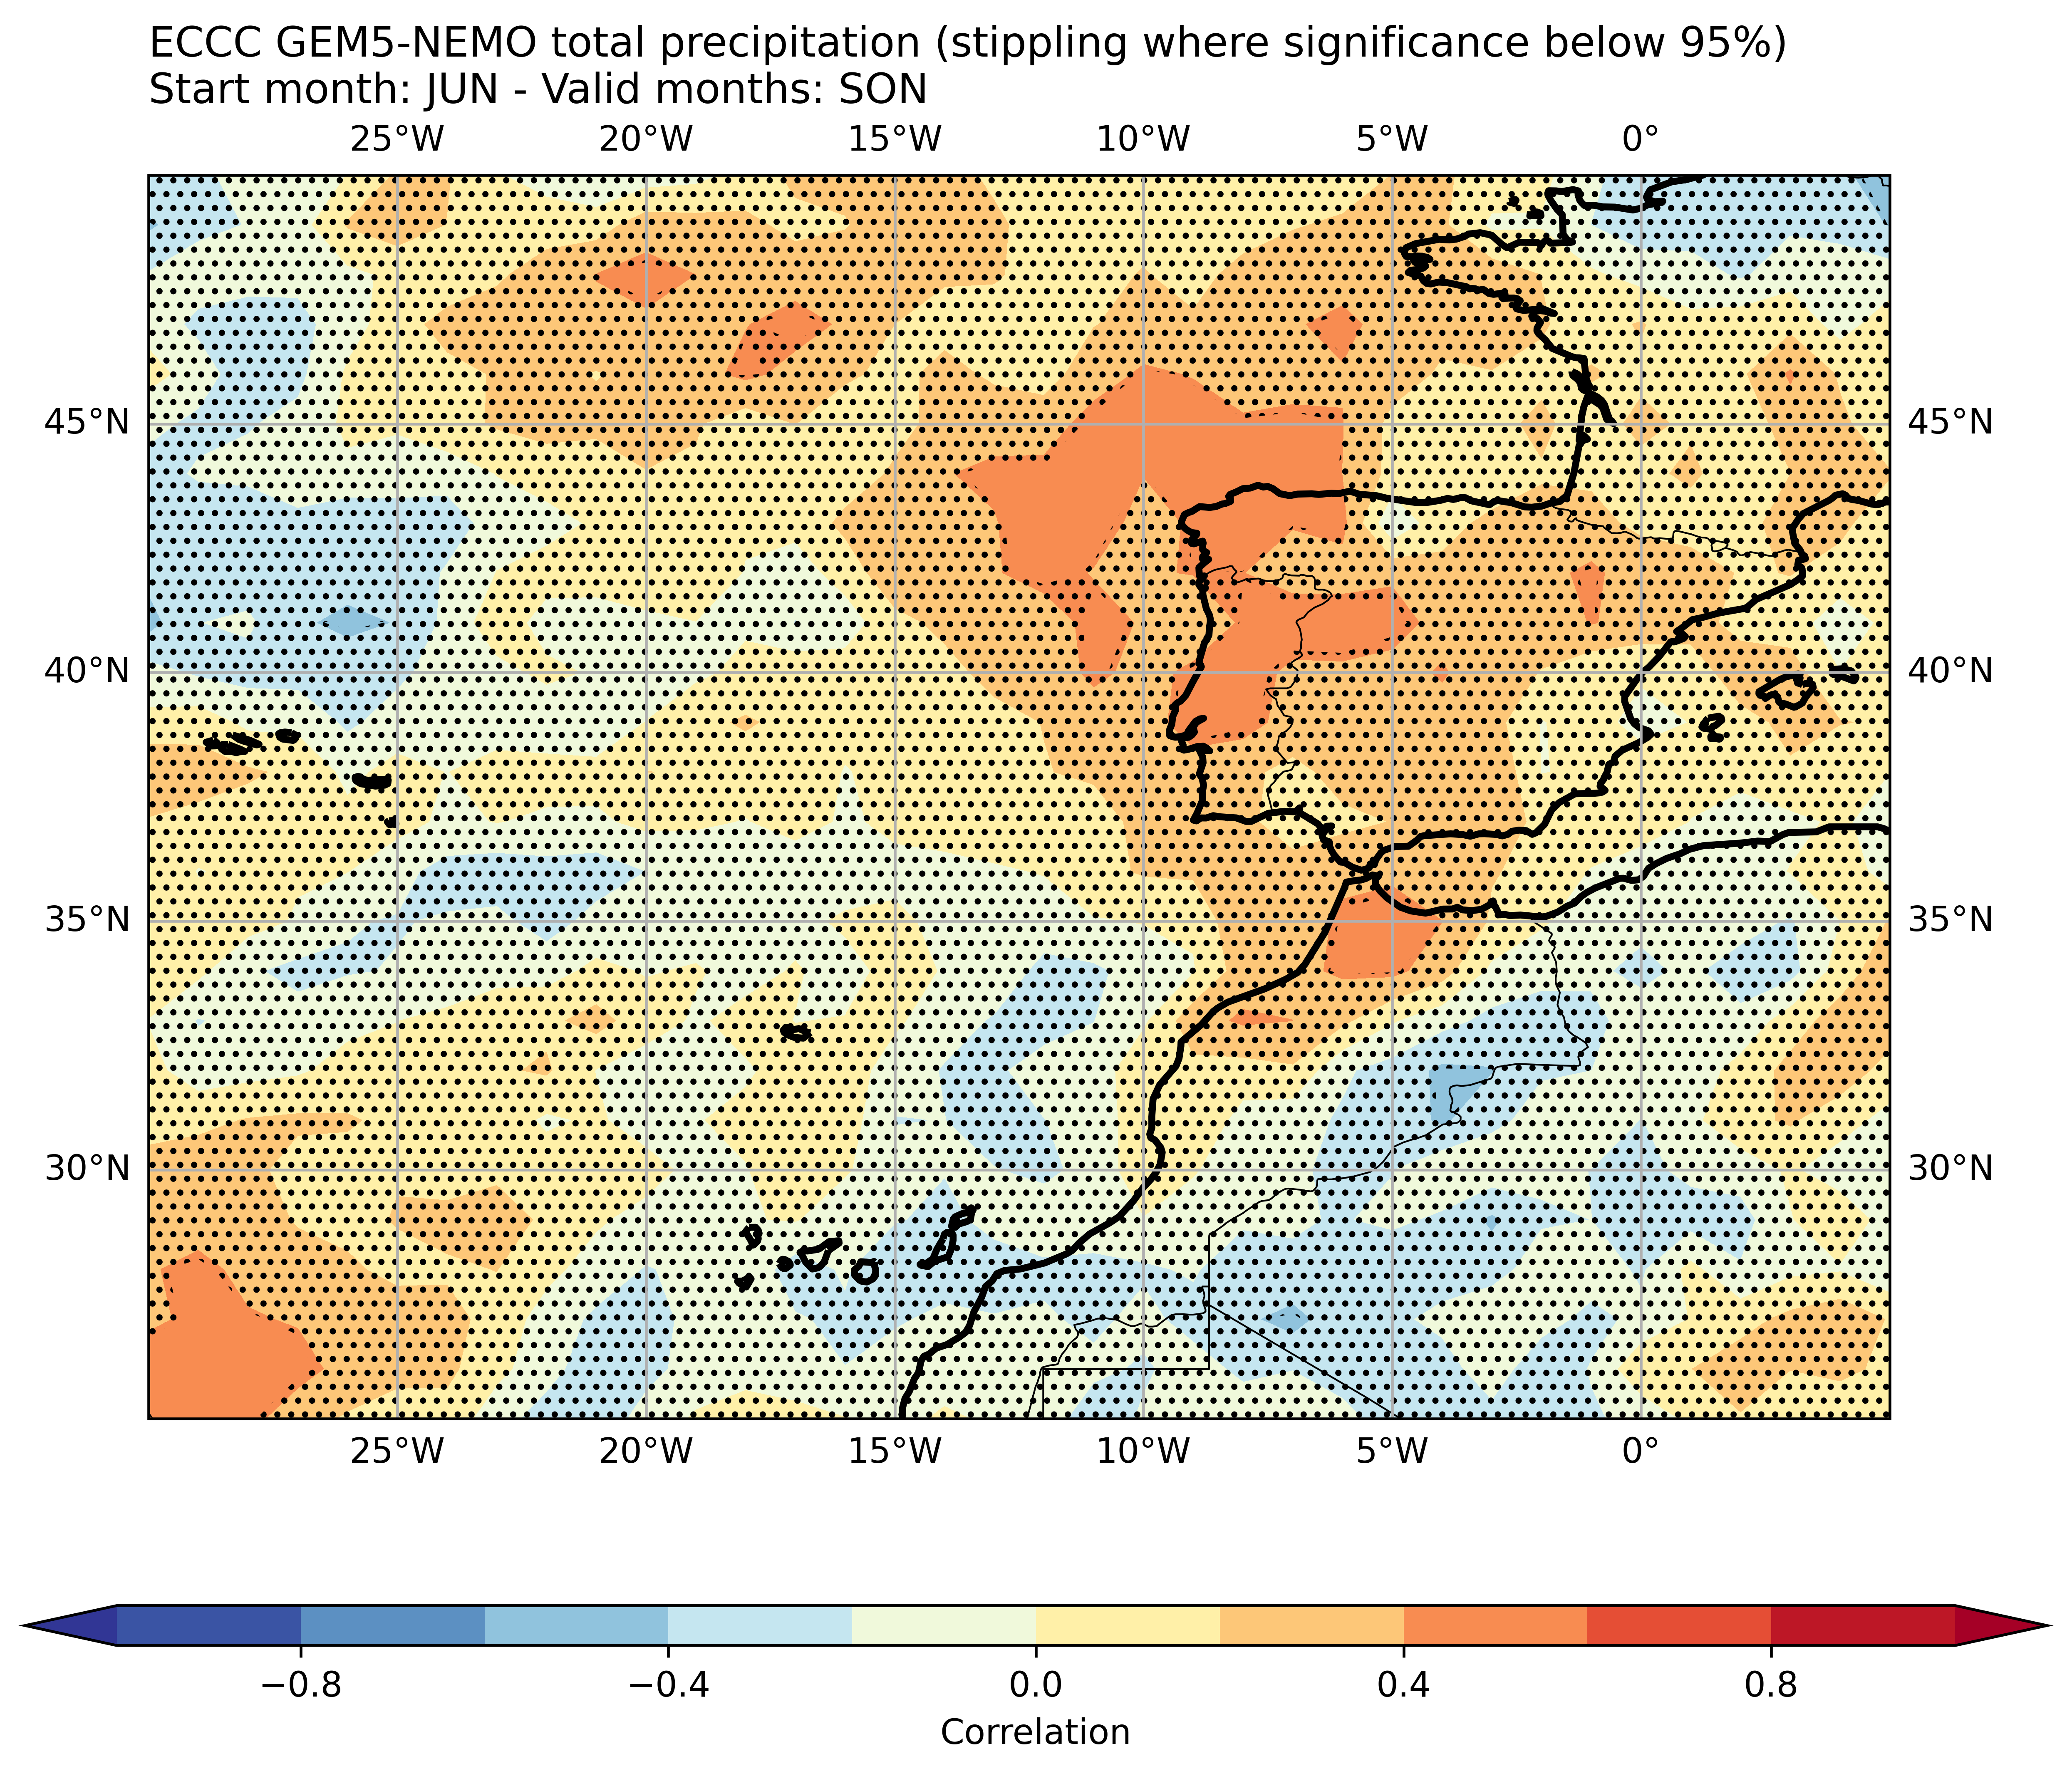 ECCC GEM5-NEMO total precipitation (stippling where significance below 95%)
Start month: JUN - Valid months: SON
25°W 20°W 15°W 10°W 5°W 0°
45°N 45°N
40°N 40°N
35°N 35°N
30°N 30°N
25°W 20°W 15°W 10°W 5°W 0°
−0.8 −0.4 0.0 0.4 0.8
Correlation